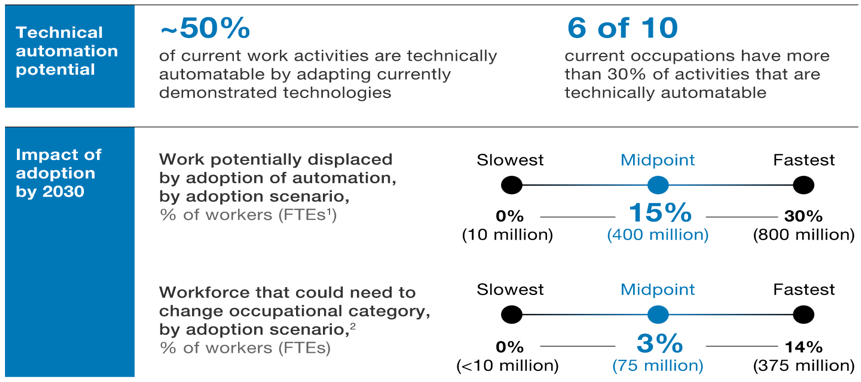 Technical
automation
potential
~50%
of current work activities are technically
automatable by adapting currently
demonstrated technologies
6 of 10
current occupations have more
than 30% of activities that are
technically automatable
Impact of
adoption
by 2030
Work potentially displaced
by adoption of automation,
by adoption scenario,
% of workers (FTEs¹)
Slowest Midpoint Fastest
0% 15% 30%
(10 million) (400 million) (800 million)
Workforce that could need to
change occupational category,
by adoption scenario,²
% of workers (FTEs)
Slowest Midpoint Fastest
0% 3% 14%
(<10 million) (75 million) (375 million)